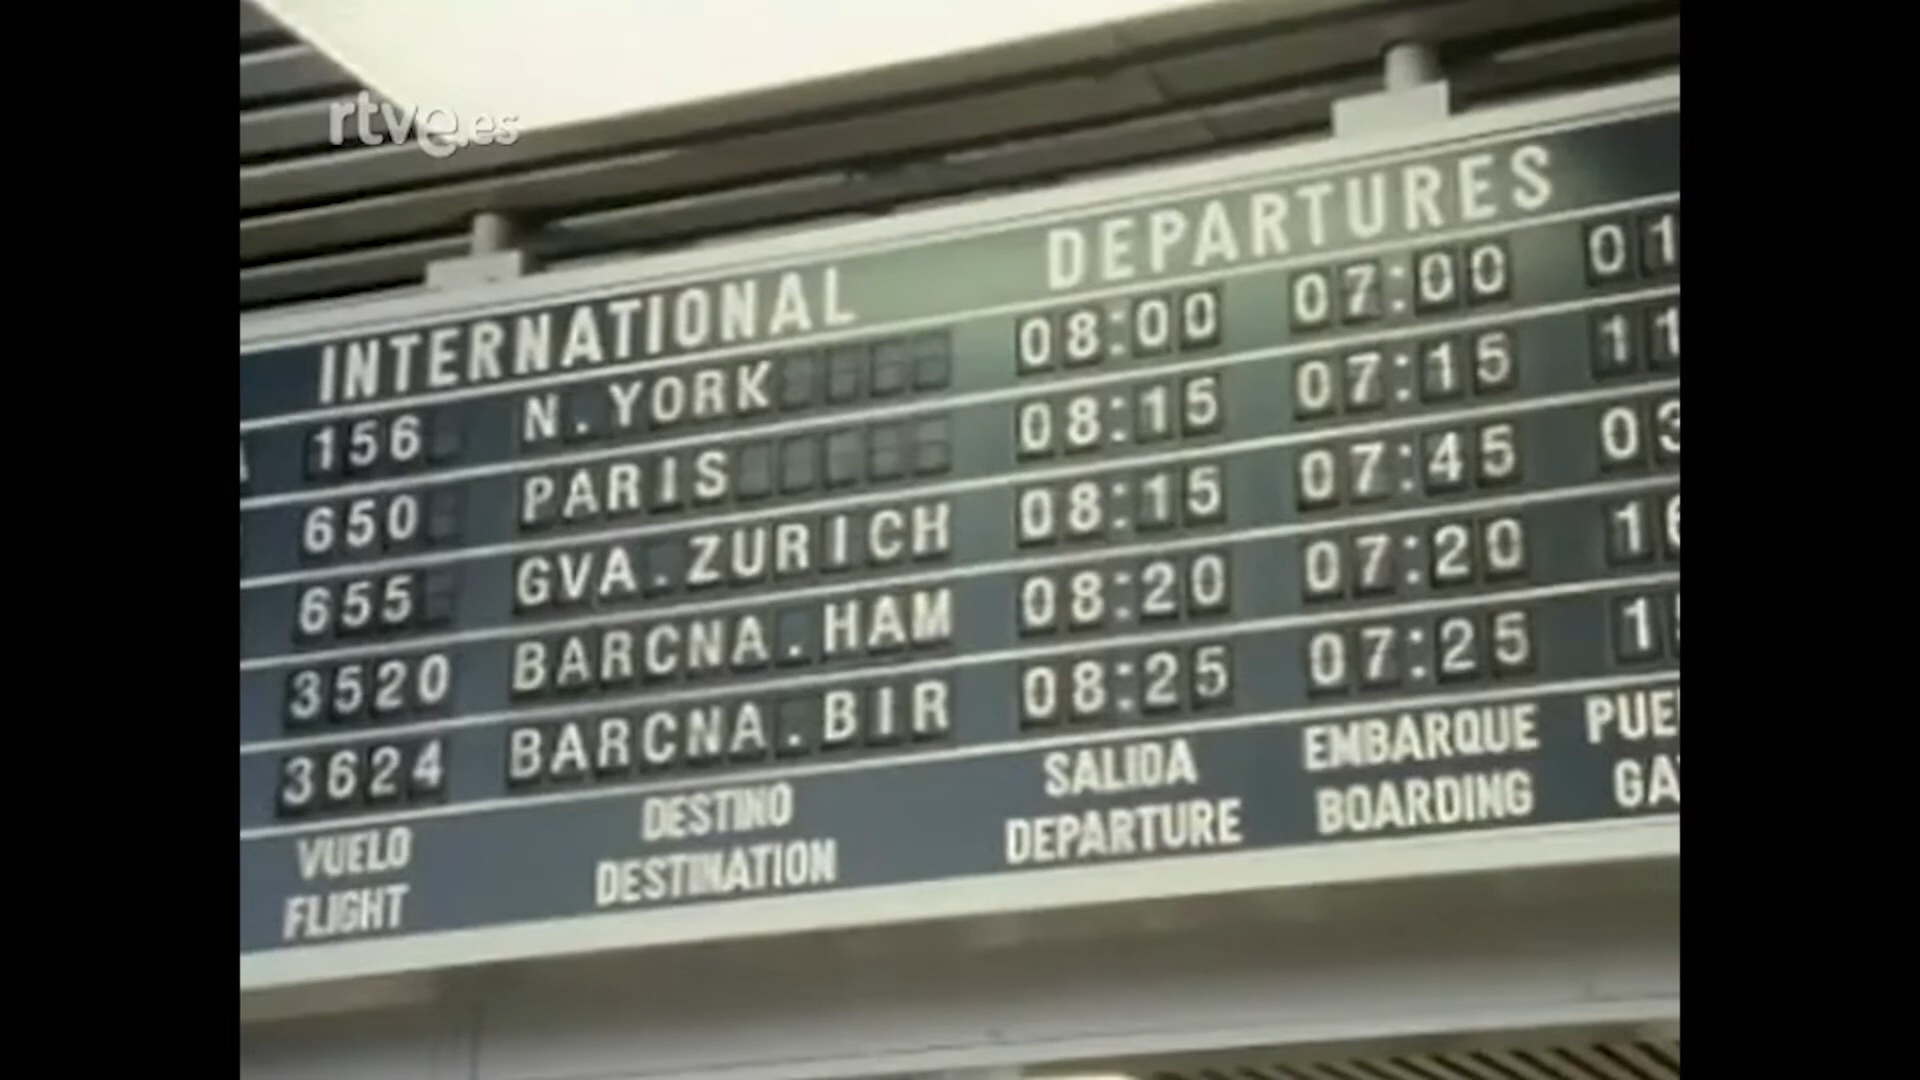 rtve.es
INTERNATIONAL DEPARTURES
156 N. YORK 08:00 07:00 01
650 PARIS 08:15 07:15 11
655 GVA.ZURICH 08:15 07:45 03
3520 BARCNA.HAM 08:20 07:20 16
3624 BARCNA.BIR 08:25 07:25 1
VUELO DESTINO SALIDA EMBARQUE PUE
FLIGHT DESTINATION DEPARTURE BOARDING GA